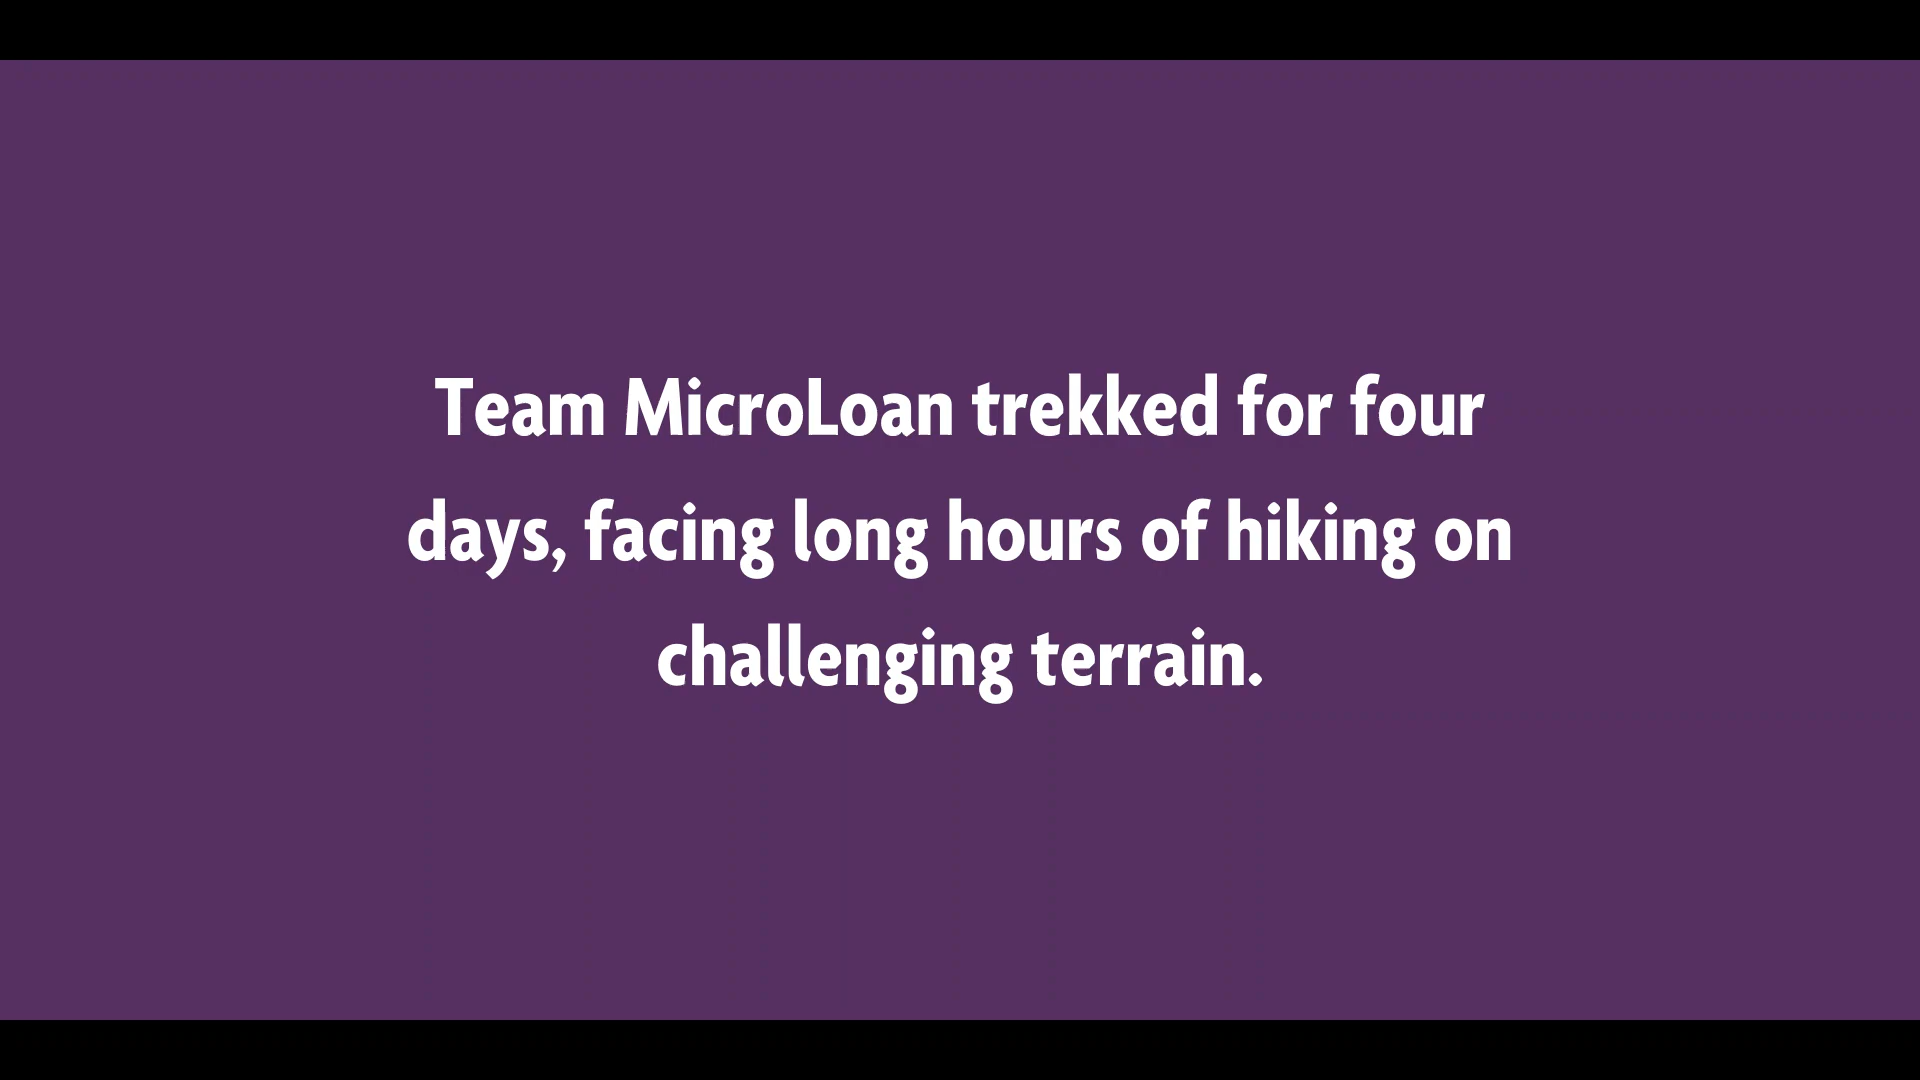 Team MicroLoan trekked for four
days, facing long hours of hiking on
challenging terrain.